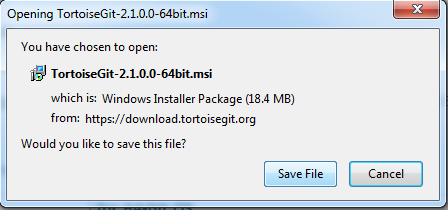 Opening TortoiseGit-2.1.0.0-64bit.msi
You have chosen to open:
TortoiseGit-2.1.0.0-64bit.msi
which is: Windows Installer Package (18.4 MB)
from: https://download.tortoisegit.org
Would you like to save this file?
Save File Cancel